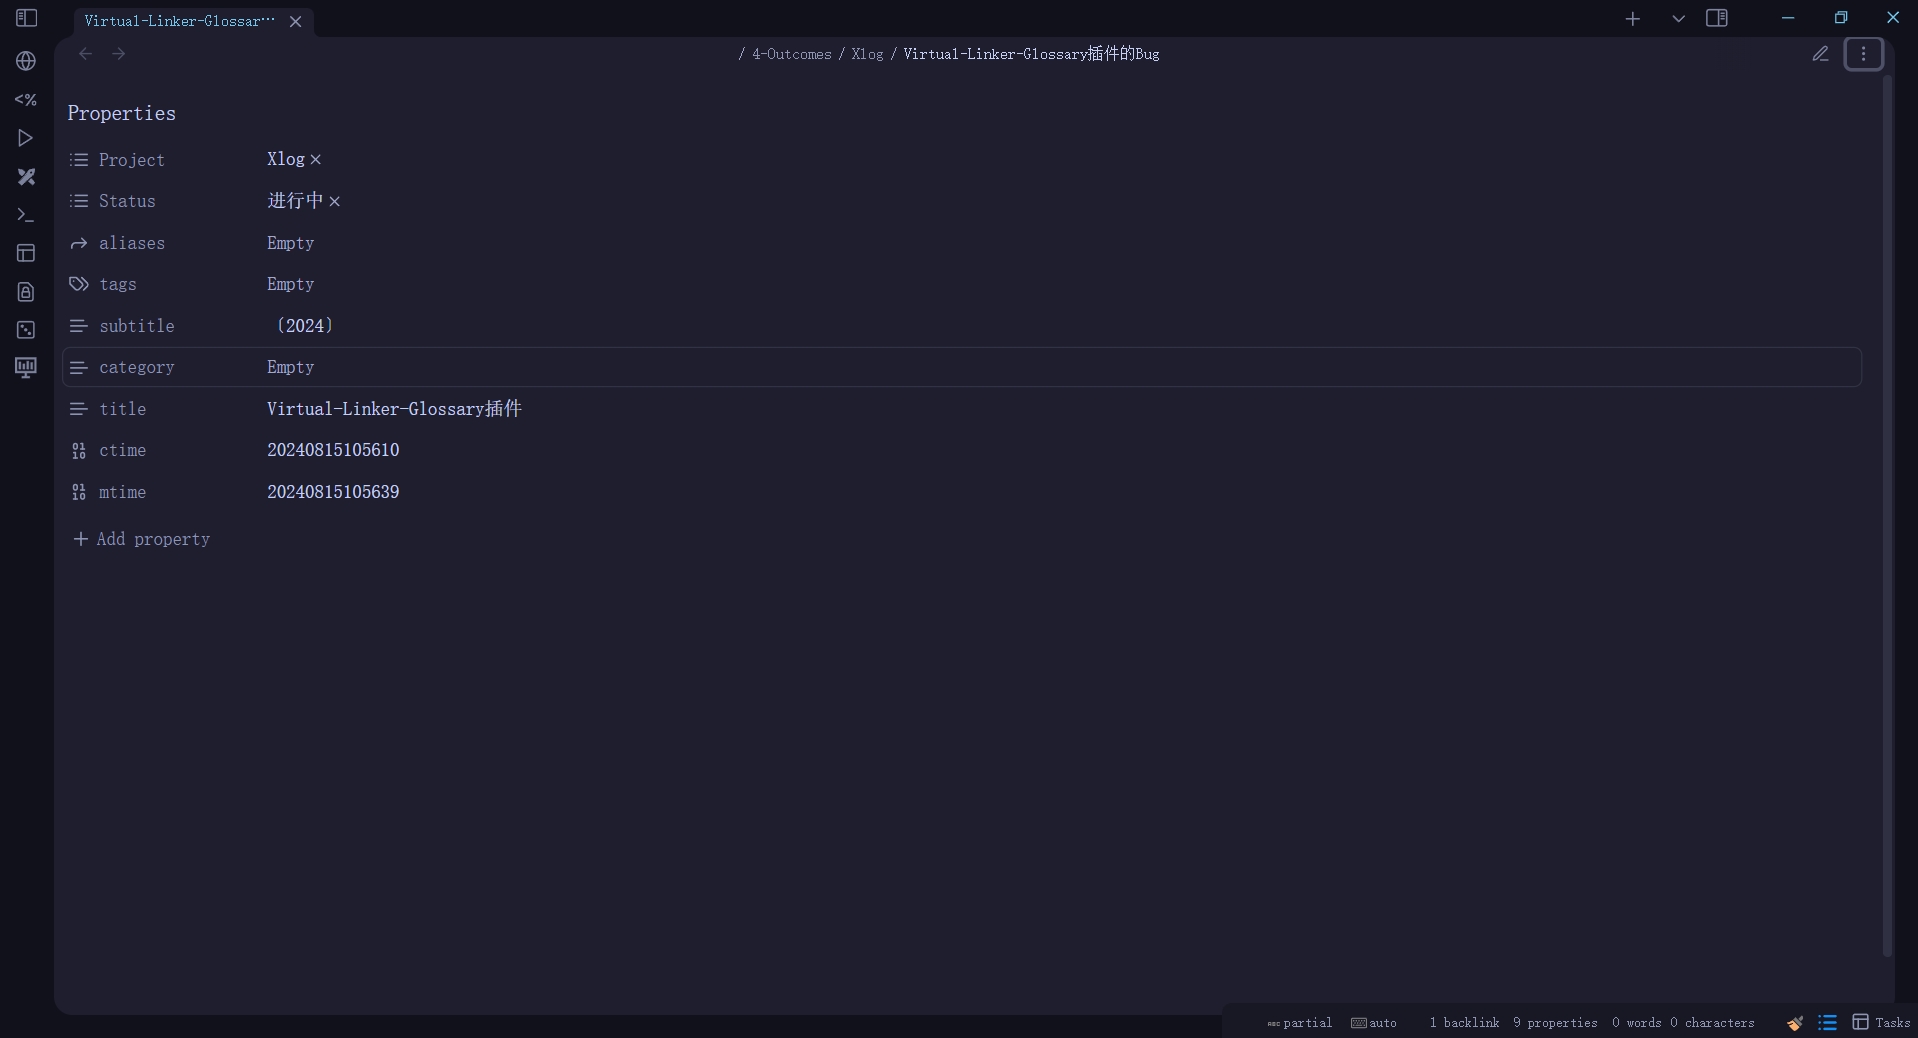 Virtual-Linker-Glossar···
/ 4-Outcomes / Xlog / Virtual-Linker-Glossary插件的Bug
<%
Properties
Project Xlog
Status 进行中
aliases Empty
tags Empty
subtitle 〔2024〕
category Empty
title Virtual-Linker-Glossary插件
ctime 20240815105610
mtime 20240815105639
Add property
ABC partial auto 1 backlink 9 properties 0 words 0 characters Tasks